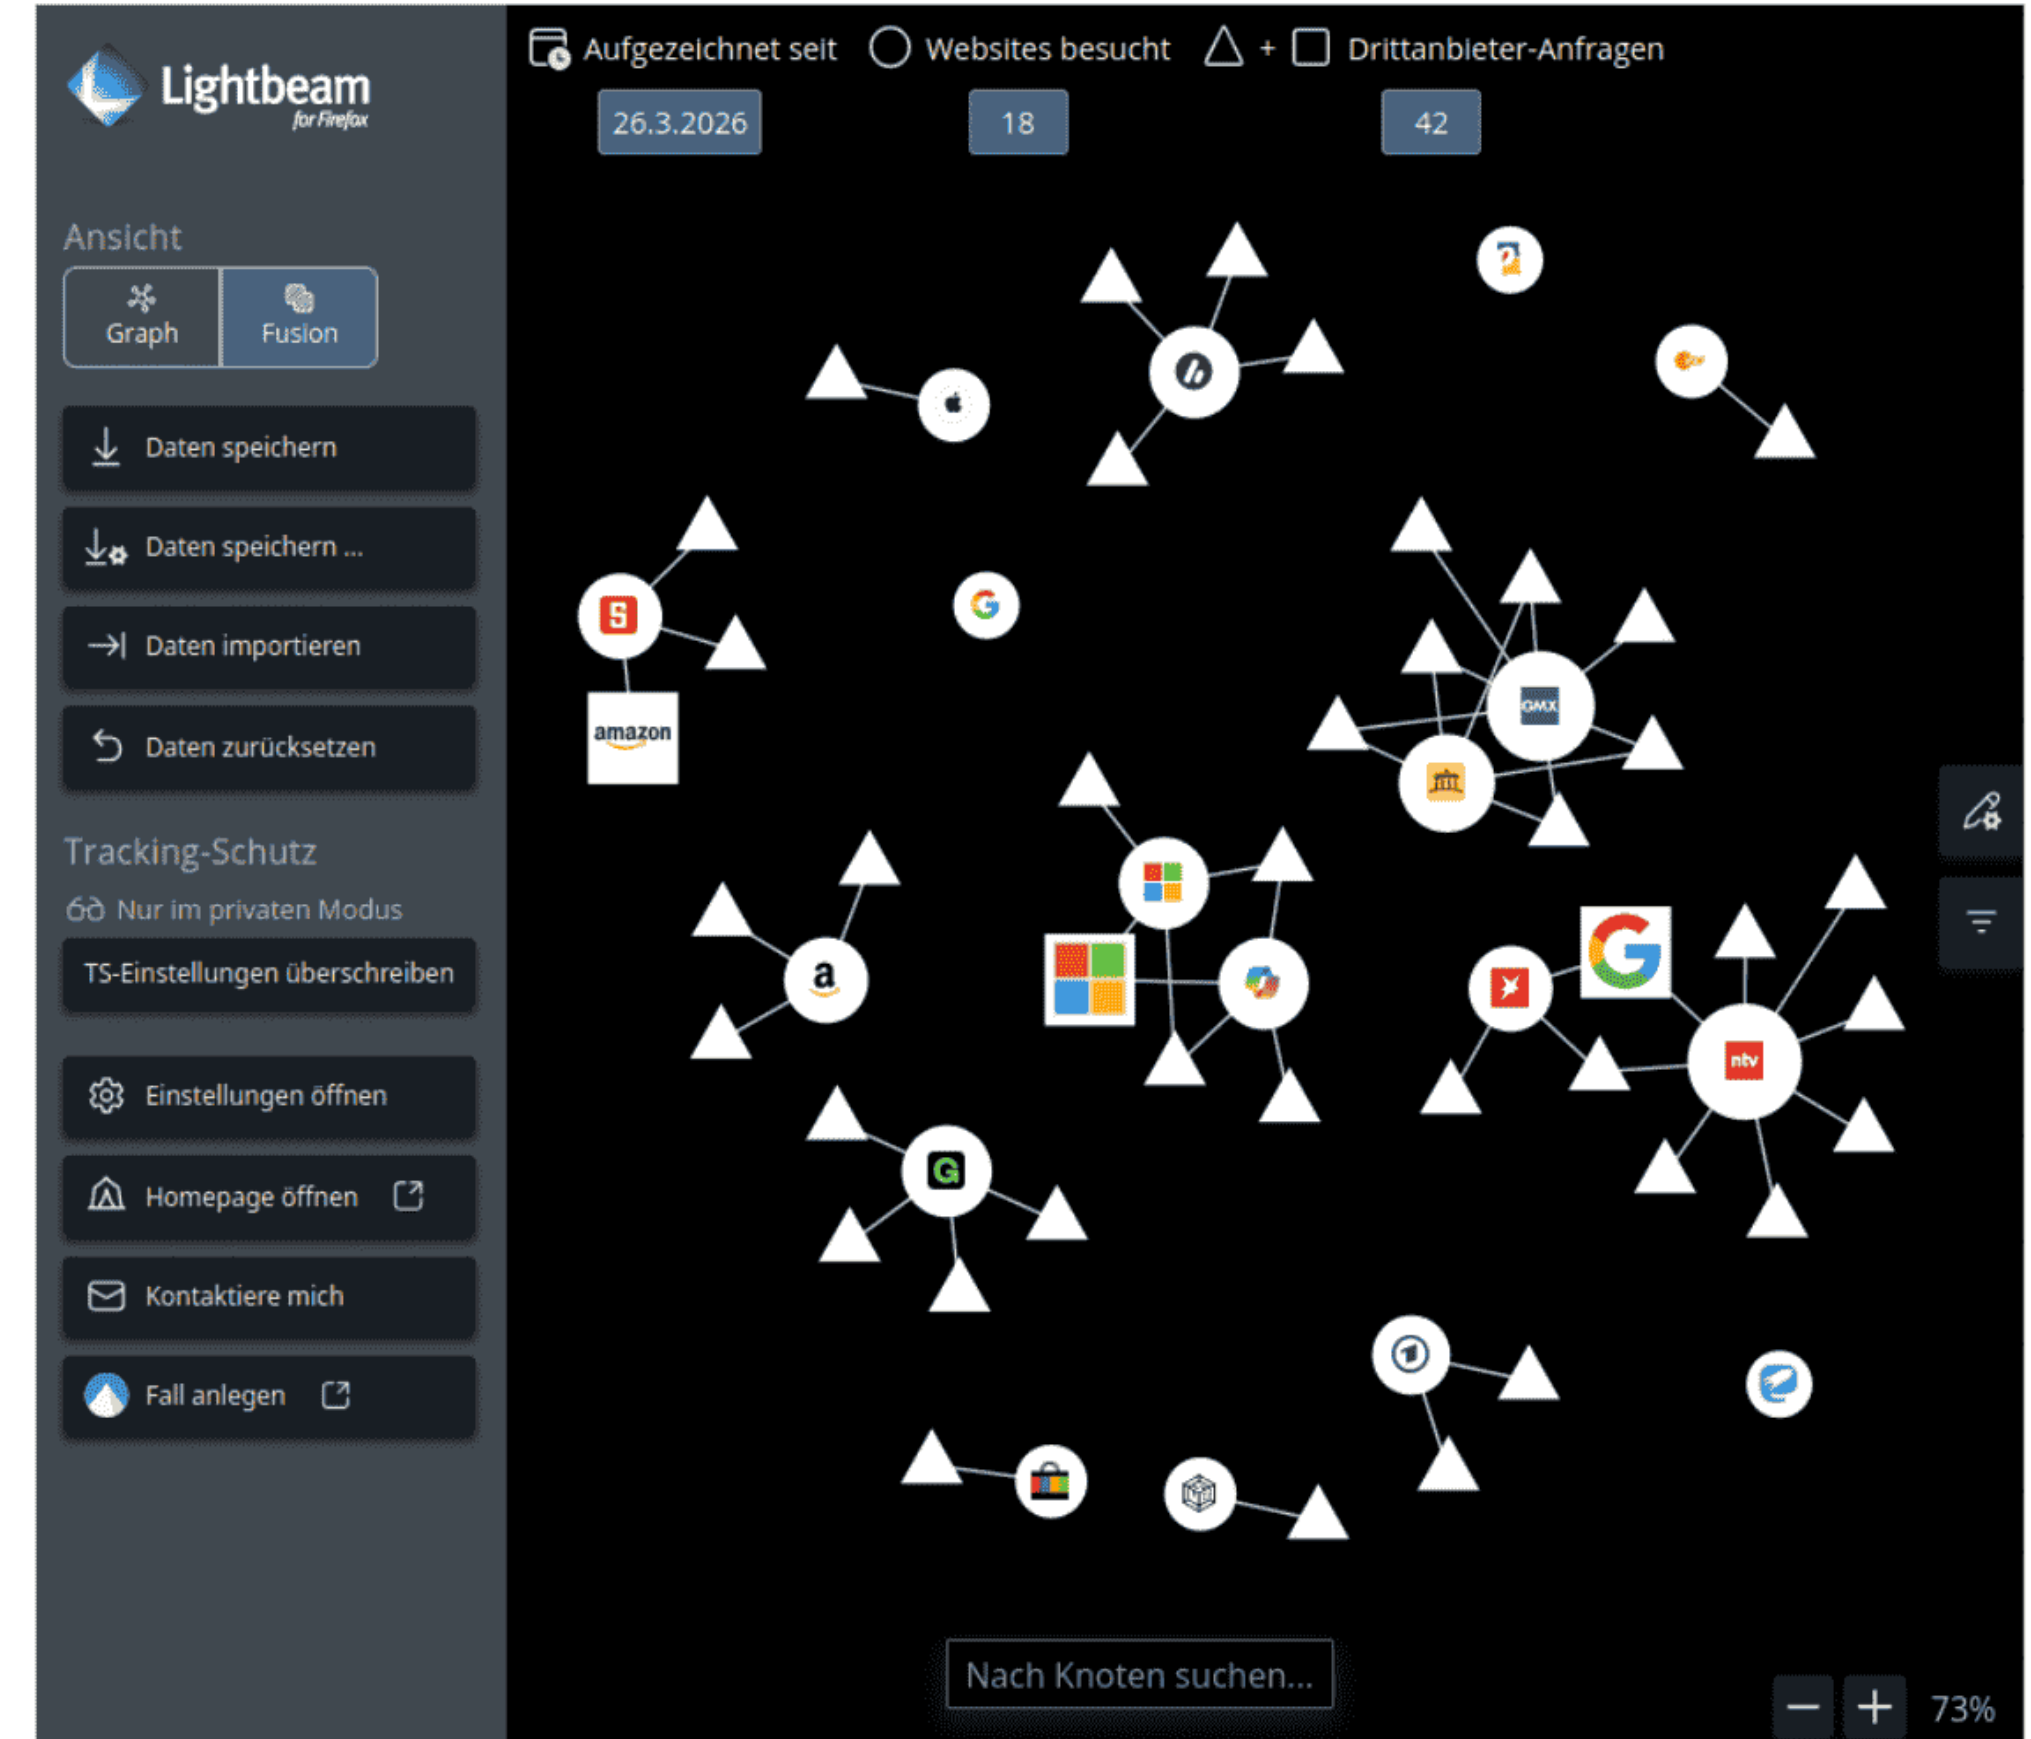 Lightbeam
for Firefox
Aufgezeichnet seit
Websites besucht
+
Drittanbieter-Anfragen
26.3.2026
18
42
Ansicht
Graph
Fusion
Daten speichern
Daten speichern ...
Daten importieren
Daten zurücksetzen
Tracking-Schutz
Nur im privaten Modus
TS-Einstellungen überschreiben
Einstellungen öffnen
Homepage öffnen
Kontaktiere mich
Fall anlegen
S
G
amazon
GMX
a
G
ntv
G
1
Nach Knoten suchen...
73%